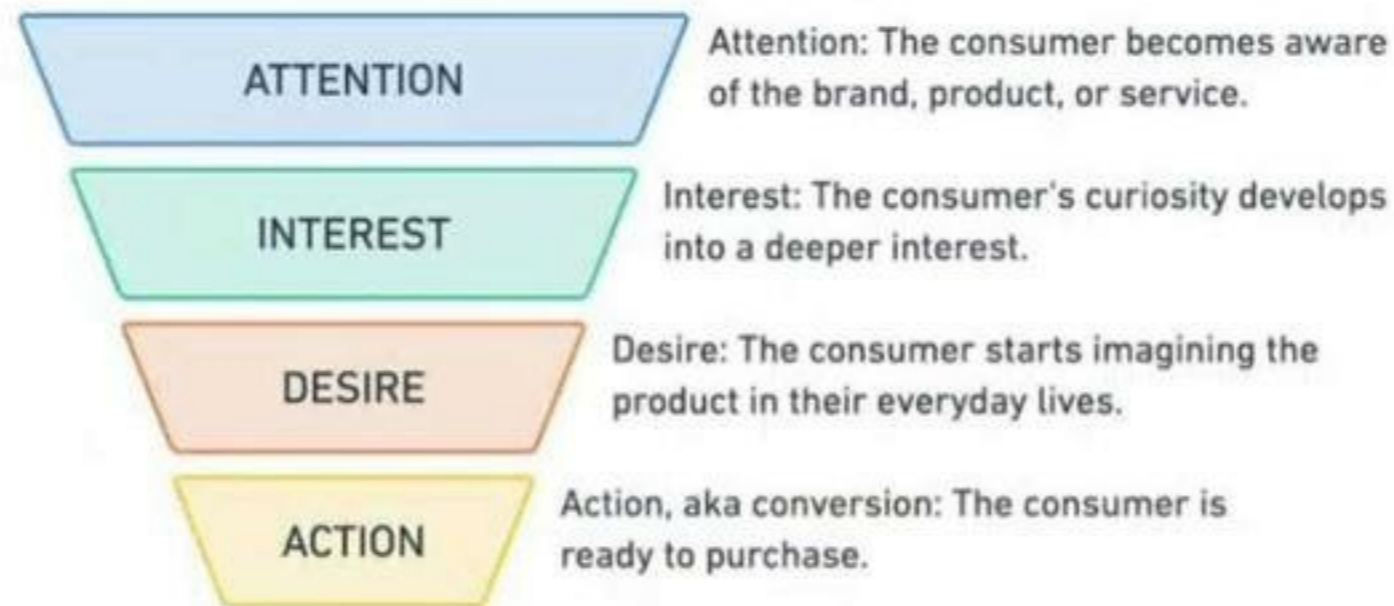 ATTENTION
Attention: The consumer becomes aware
of the brand, product, or service.
INTEREST
Interest: The consumer's curiosity develops
into a deeper interest.
DESIRE
Desire: The consumer starts imagining the
product in their everyday lives.
ACTION
Action, aka conversion: The consumer is
ready to purchase.